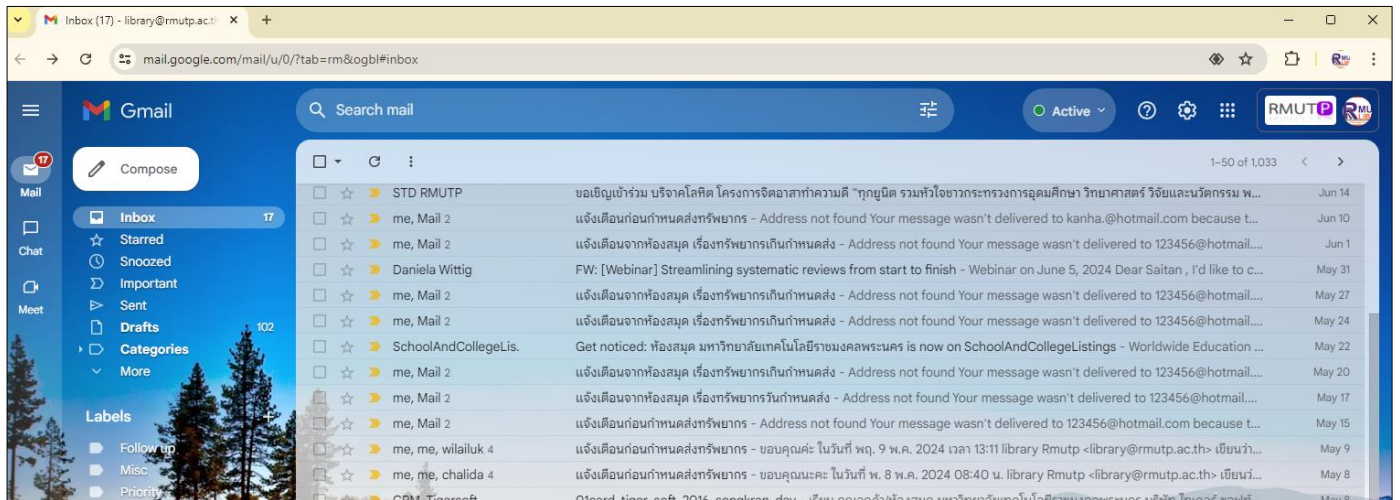 Inbox (17) - library@rmutp.ac.th
mail.google.com/mail/u/0/?tab=rm&ogbl#inbox
Gmail
Search mail
Active
RMUTP
17
Compose
1–50 of 1,033
Mail
STD RMUTP ขอเชิญเข้าร่วม บริจาคโลหิต โครงการจิตอาสาทำความดี "ทุกยูนิต รวมหัวใจชาวกระทรวงการอุดมศึกษา วิทยาศาสตร์ วิจัยและนวัตกรรม พ... Jun 14
Inbox 17
me, Mail 2 แจ้งเตือนก่อนกำหนดส่งทรัพยากร - Address not found Your message wasn't delivered to kanha.@hotmail.com because t... Jun 10
Chat
Starred
me, Mail 2 แจ้งเตือนจากห้องสมุด เรื่องทรัพยากรเกินกำหนดส่ง - Address not found Your message wasn't delivered to 123456@hotmail.... Jun 1
Snoozed
Daniela Wittig FW: [Webinar] Streamlining systematic reviews from start to finish - Webinar on June 5, 2024 Dear Saitan , I'd like to c... May 31
Important
me, Mail 2 แจ้งเตือนจากห้องสมุด เรื่องทรัพยากรเกินกำหนดส่ง - Address not found Your message wasn't delivered to 123456@hotmail.... May 27
Meet
Sent
me, Mail 2 แจ้งเตือนจากห้องสมุด เรื่องทรัพยากรเกินกำหนดส่ง - Address not found Your message wasn't delivered to 123456@hotmail.... May 24
Drafts 102
SchoolAndCollegeLis. Get noticed: ห้องสมุด มหาวิทยาลัยเทคโนโลยีราชมงคลพระนคร is now on SchoolAndCollegeListings - Worldwide Education ... May 22
Categories
More
me, Mail 2 แจ้งเตือนจากห้องสมุด เรื่องทรัพยากรเกินกำหนดส่ง - Address not found Your message wasn't delivered to 123456@hotmail.... May 20
me, Mail 2 แจ้งเตือนจากห้องสมุด เรื่องทรัพยากรวันกำหนดส่ง - Address not found Your message wasn't delivered to 123456@hotmail.... May 17
Labels
me, Mail 2 แจ้งเตือนก่อนกำหนดส่งทรัพยากร - Address not found Your message wasn't delivered to 123456@hotmail.com because t... May 15
Follow up
me, me, wilailuk 4 แจ้งเตือนก่อนกำหนดส่งทรัพยากร - ขอบคุณค่ะ ในวันที่ พฤ. 9 พ.ค. 2024 เวลา 13:11 library Rmutp <library@rmutp.ac.th> เขียนว่า... May 9
Misc
me, me, chalida 4 แจ้งเตือนก่อนกำหนดส่งทรัพยากร - ขอบคุณนะคะ ในวันที่ พ. 8 พ.ค. 2024 08:40 น. library Rmutp <library@rmutp.ac.th> เขียนว่... May 8
Priority